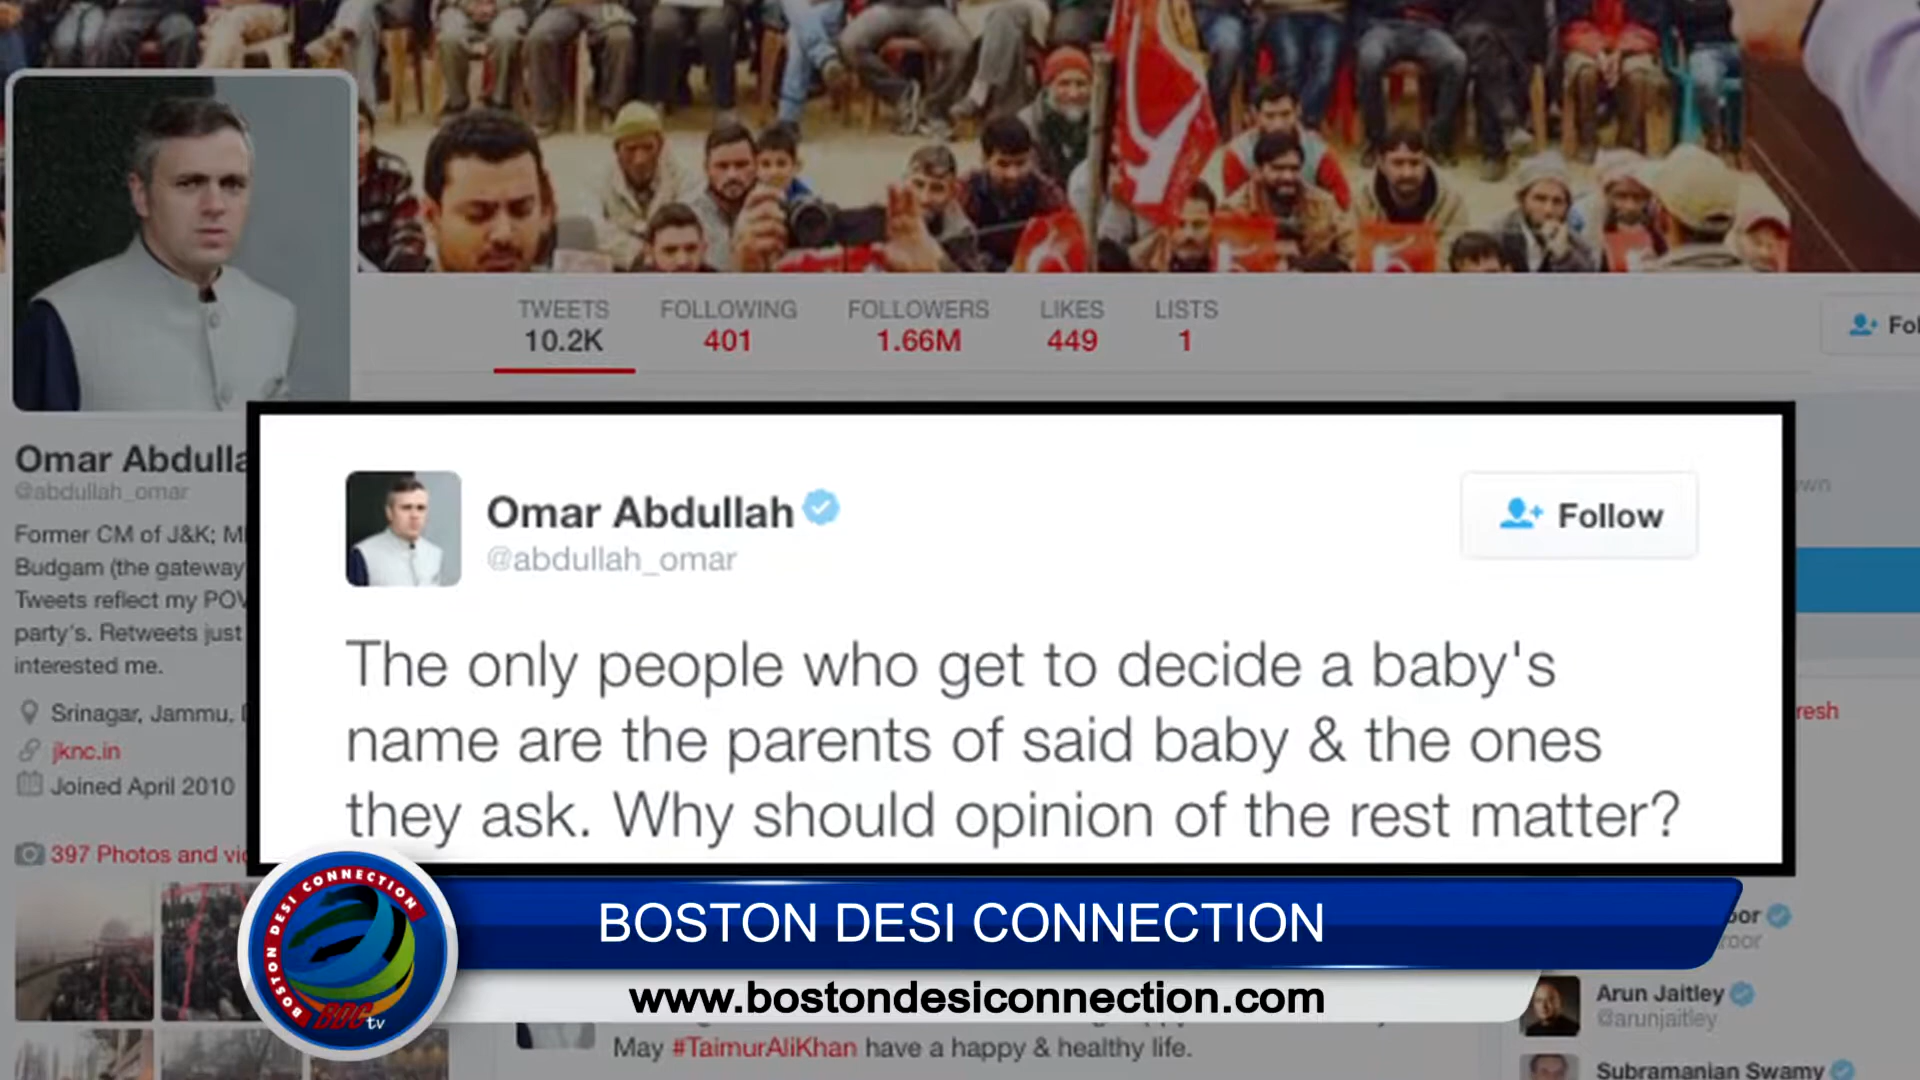 TWEETS FOLLOWING FOLLOWERS LIKES LISTS
10.2K 401 1.66M 449 1
Omar Abdulla
@abdullah_omar
Former CM of J&K;
Budgam (the gateway
Tweets reflect my POV
party's. Retweets just
interested me.
Srinagar, Jammu,
jknc.in
Joined April 2010
397 Photos and
Omar Abdullah
@abdullah_omar
Follow
The only people who get to decide a baby's
name are the parents of said baby & the ones
they ask. Why should opinion of the rest matter?
BOSTON DESI CONNECTION
BDC tv
BOSTON DESI CONNECTION
www.bostondesiconnection.com
May #TaimurAliKhan have a happy & healthy life.
Arun Jaitley
@arunjaitley
Subramanian Swamy